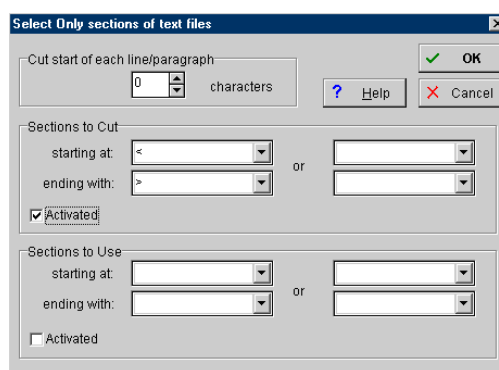 Select Only sections of text files
Cut start of each line/paragraph
0 characters
OK
? Help
Cancel
Sections to Cut
starting at: <
or
ending with: >
Activated
Sections to Use
starting at:
or
ending with:
Activated